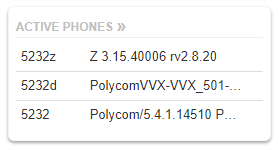 ACTIVE PHONES »
5232z Z 3.15.40006 rv2.8.20
5232d PolycomVVX-VVX_501-...
5232 Polycom/5.4.1.14510 P...